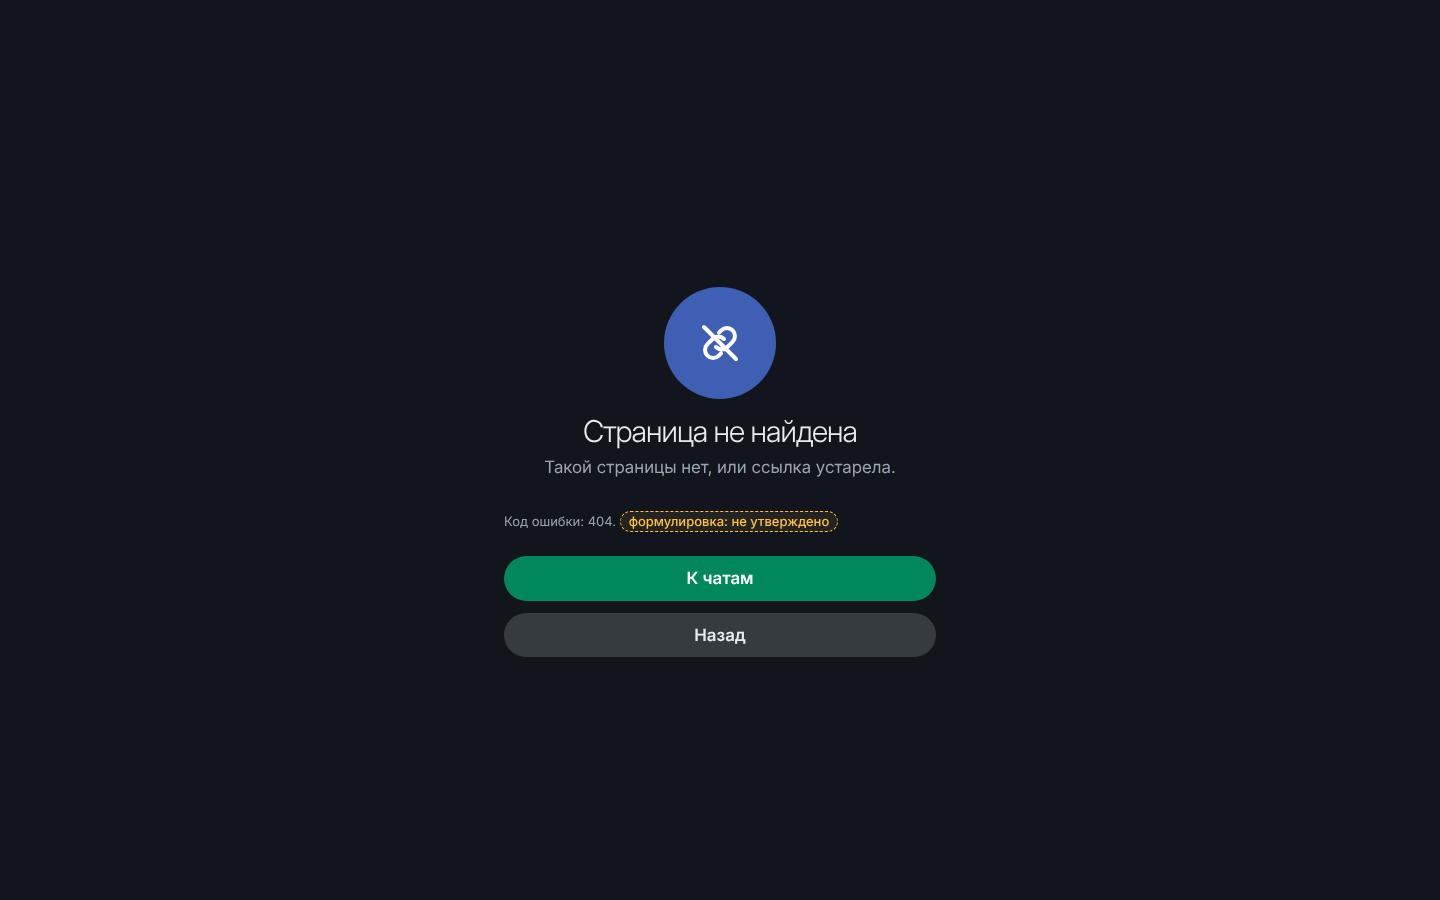 Страница не найдена
Такой страницы нет, или ссылка устарела.
Код ошибки: 404. формулировка: не утверждено
К чатам
Назад